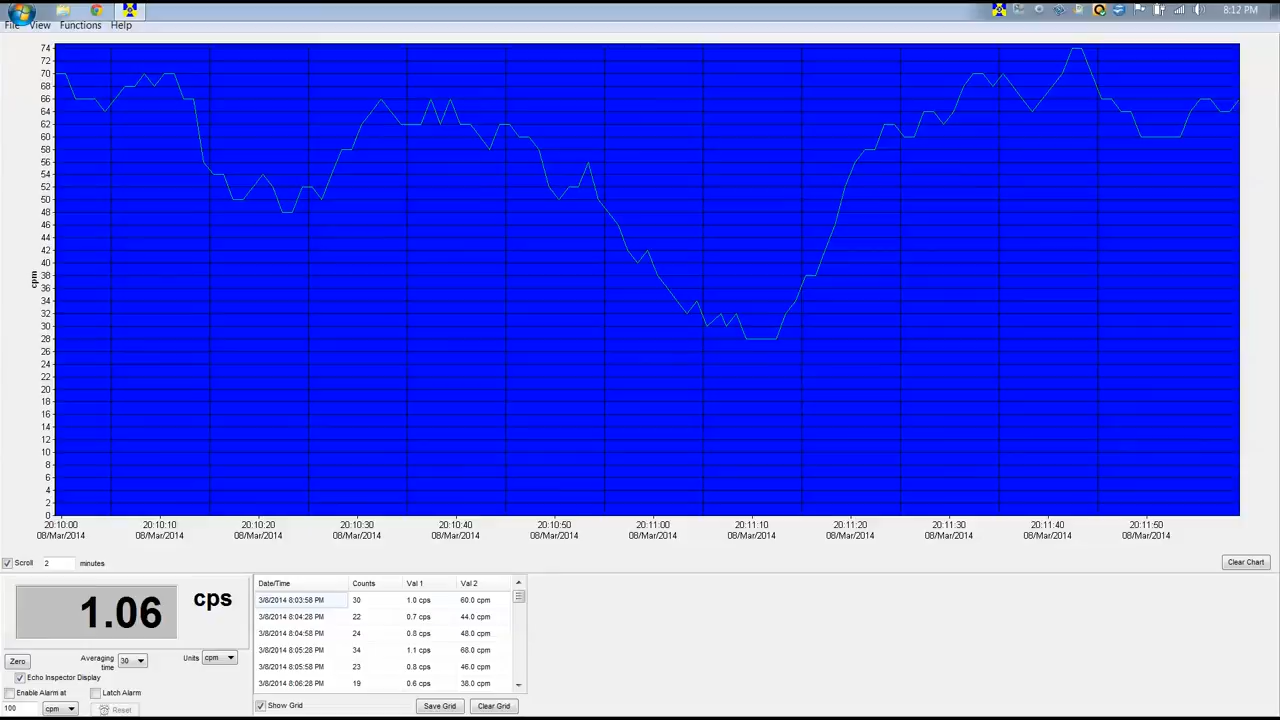 8:12 PM
File View Functions Help
74
72
70
68
66
64
62
60
58
56
54
52
50
48
46
44
42
40
38
36
34
32
30
28
26
24
22
20
18
16
14
12
10
8
6
4
2
0
cpm
20:10:00 20:10:10 20:10:20 20:10:30 20:10:40 20:10:50 20:11:00 20:11:10 20:11:20 20:11:30 20:11:40 20:11:50
08/Mar/2014 08/Mar/2014 08/Mar/2014 08/Mar/2014 08/Mar/2014 08/Mar/2014 08/Mar/2014 08/Mar/2014 08/Mar/2014 08/Mar/2014 08/Mar/2014 08/Mar/2014
Scroll 2 minutes
Clear Chart
1.06 cps
Zero
Averaging time 30
Units cpm
Echo Inspector Display
Enable Alarm at
Latch Alarm
100 cpm
Reset
Date/Time Counts Val 1 Val 2
3/8/2014 8:03:58 PM 30 1.0 cps 60.0 cpm
3/8/2014 8:04:28 PM 22 0.7 cps 44.0 cpm
3/8/2014 8:04:58 PM 24 0.8 cps 48.0 cpm
3/8/2014 8:05:28 PM 34 1.1 cps 68.0 cpm
3/8/2014 8:05:58 PM 23 0.8 cps 46.0 cpm
3/8/2014 8:06:28 PM 19 0.6 cps 38.0 cpm
Show Grid
Save Grid
Clear Grid